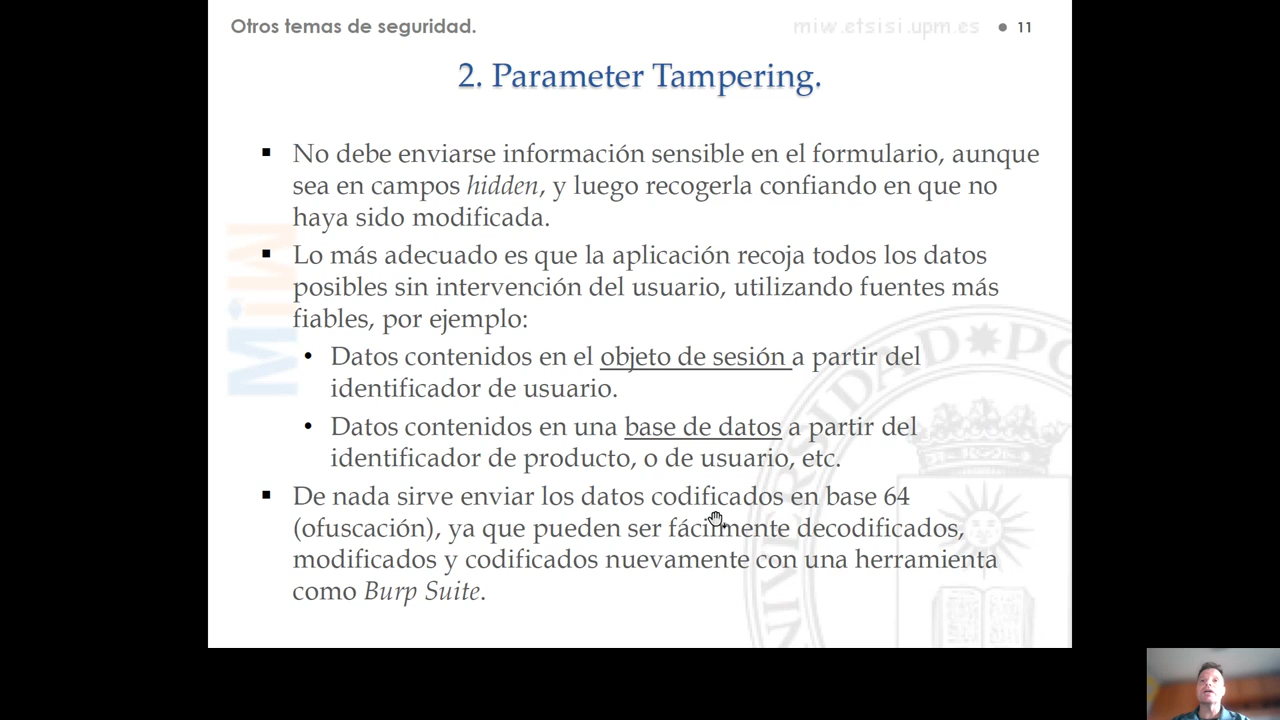 Otros temas de seguridad.
miw.etsisi.upm.es
11
2. Parameter Tampering.
No debe enviarse información sensible en el formulario, aunque
sea en campos hidden, y luego recogerla confiando en que no
haya sido modificada.
Lo más adecuado es que la aplicación recoja todos los datos
posibles sin intervención del usuario, utilizando fuentes más
fiables, por ejemplo:
Datos contenidos en el objeto de sesión a partir del
identificador de usuario.
Datos contenidos en una base de datos a partir del
identificador de producto, o de usuario, etc.
De nada sirve enviar los datos codificados en base 64
(ofuscación), ya que pueden ser fácilmente decodificados,
modificados y codificados nuevamente con una herramienta
como Burp Suite.
MiW